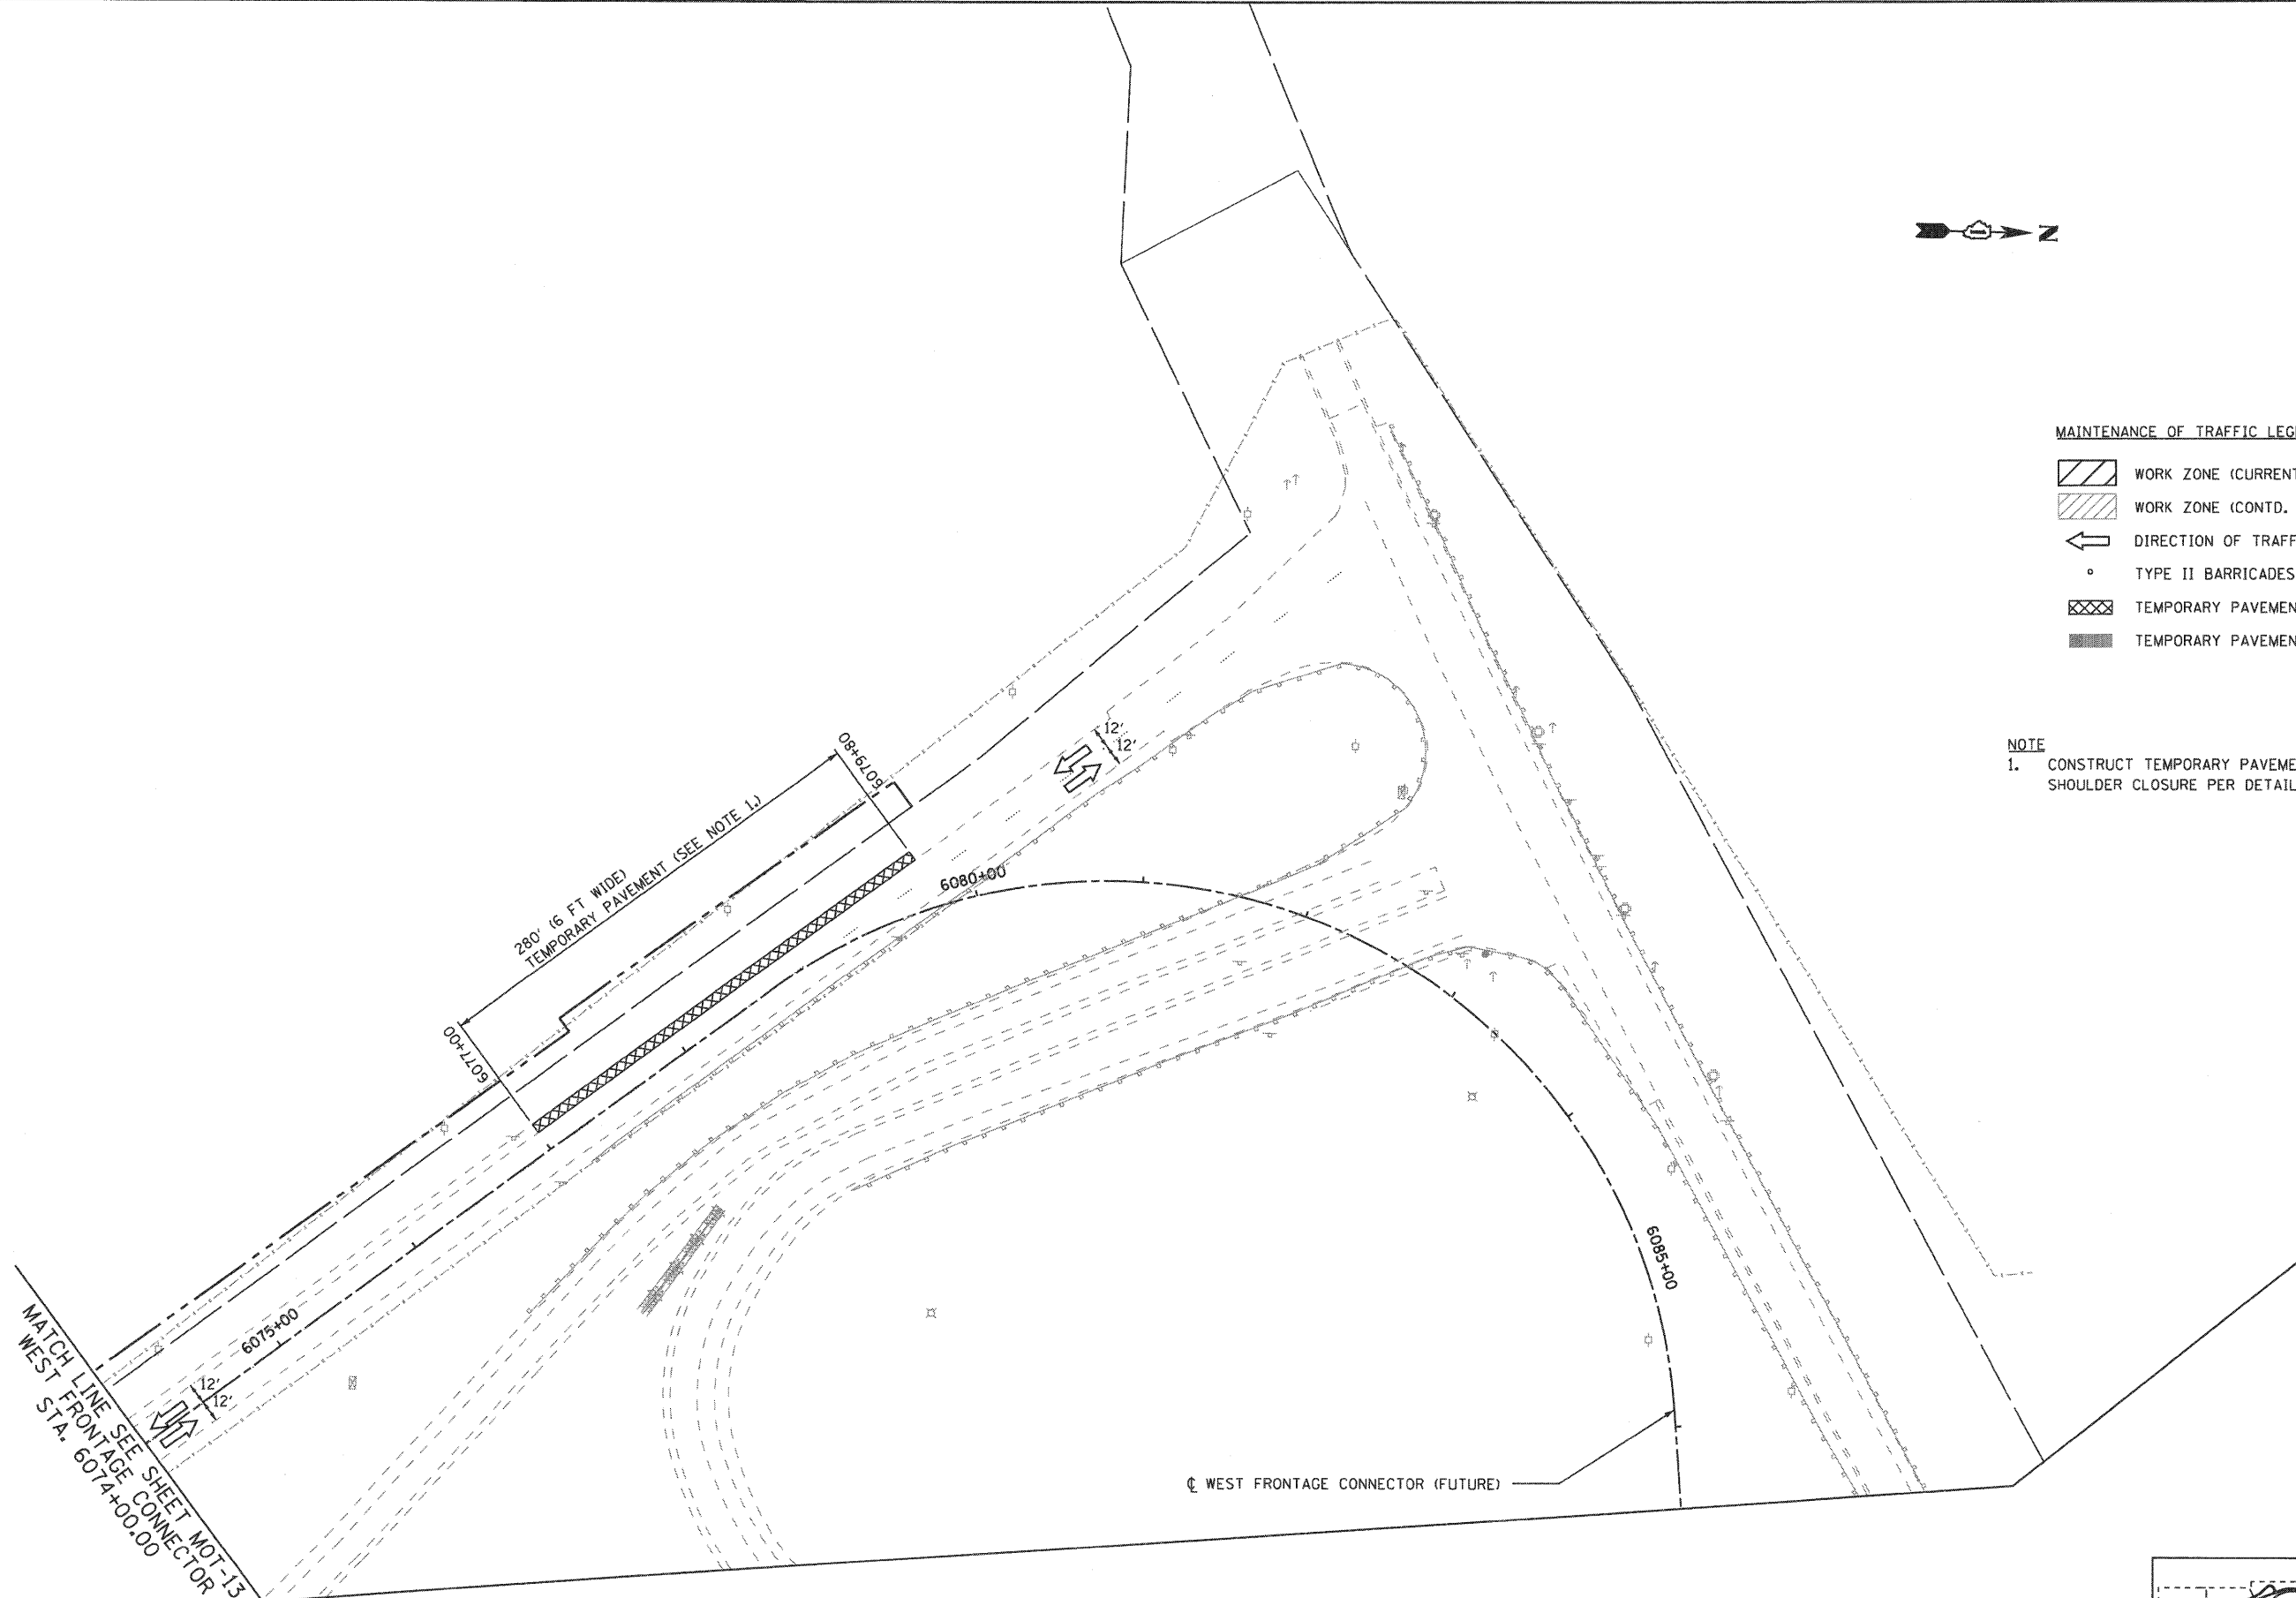 N
MAINTENANCE OF TRAFFIC LEG
WORK ZONE (CURRENT
WORK ZONE (CONTD.
DIRECTION OF TRAFF
TYPE II BARRICADES
TEMPORARY PAVEMEN
TEMPORARY PAVEMEN
NOTE
1. CONSTRUCT TEMPORARY PAVEME
SHOULDER CLOSURE PER DETAIL
12'
12'
6079+80
280' (6 FT WIDE)
TEMPORARY PAVEMENT (SEE NOTE 1.)
6077+00
6080+00
6085+00
6075+00
12'
12'
MATCH LINE SEE SHEET MOT-13
WEST FRONTAGE CONNECTOR
STA. 6074+00.00
℄ WEST FRONTAGE CONNECTOR (FUTURE)